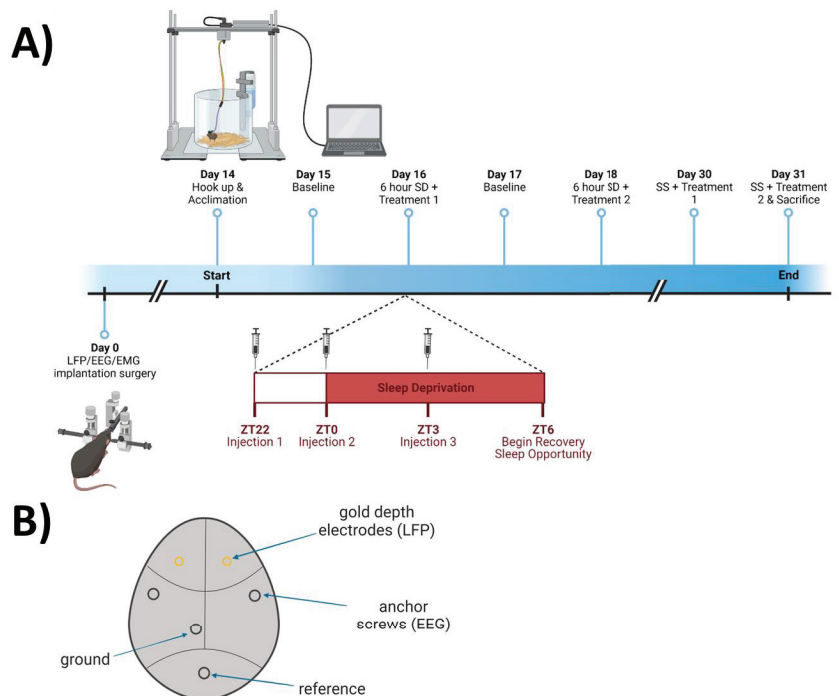 A)
Day 14
Hook up &
Acclimation
Day 15
Baseline
Day 16
6 hour SD +
Treatment 1
Day 17
Baseline
Day 18
6 hour SD +
Treatment 2
Day 30
SS + Treatment
1
Day 31
SS + Treatment
2 & Sacrifice
Start
End
Day 0
LFP/EEG/EMG
implantation surgery
Sleep Deprivation
ZT22
Injection 1
ZT0
Injection 2
ZT3
Injection 3
ZT6
Begin Recovery
Sleep Opportunity
B)
gold depth
electrodes (LFP)
anchor
screws (EEG)
ground
reference